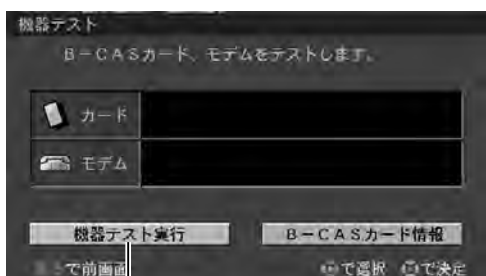 機器テスト
B-CASカード、モデムをテストします。
カード
モデム
機器テスト実行 B-CASカード情報
で前画面 で選択 で決定